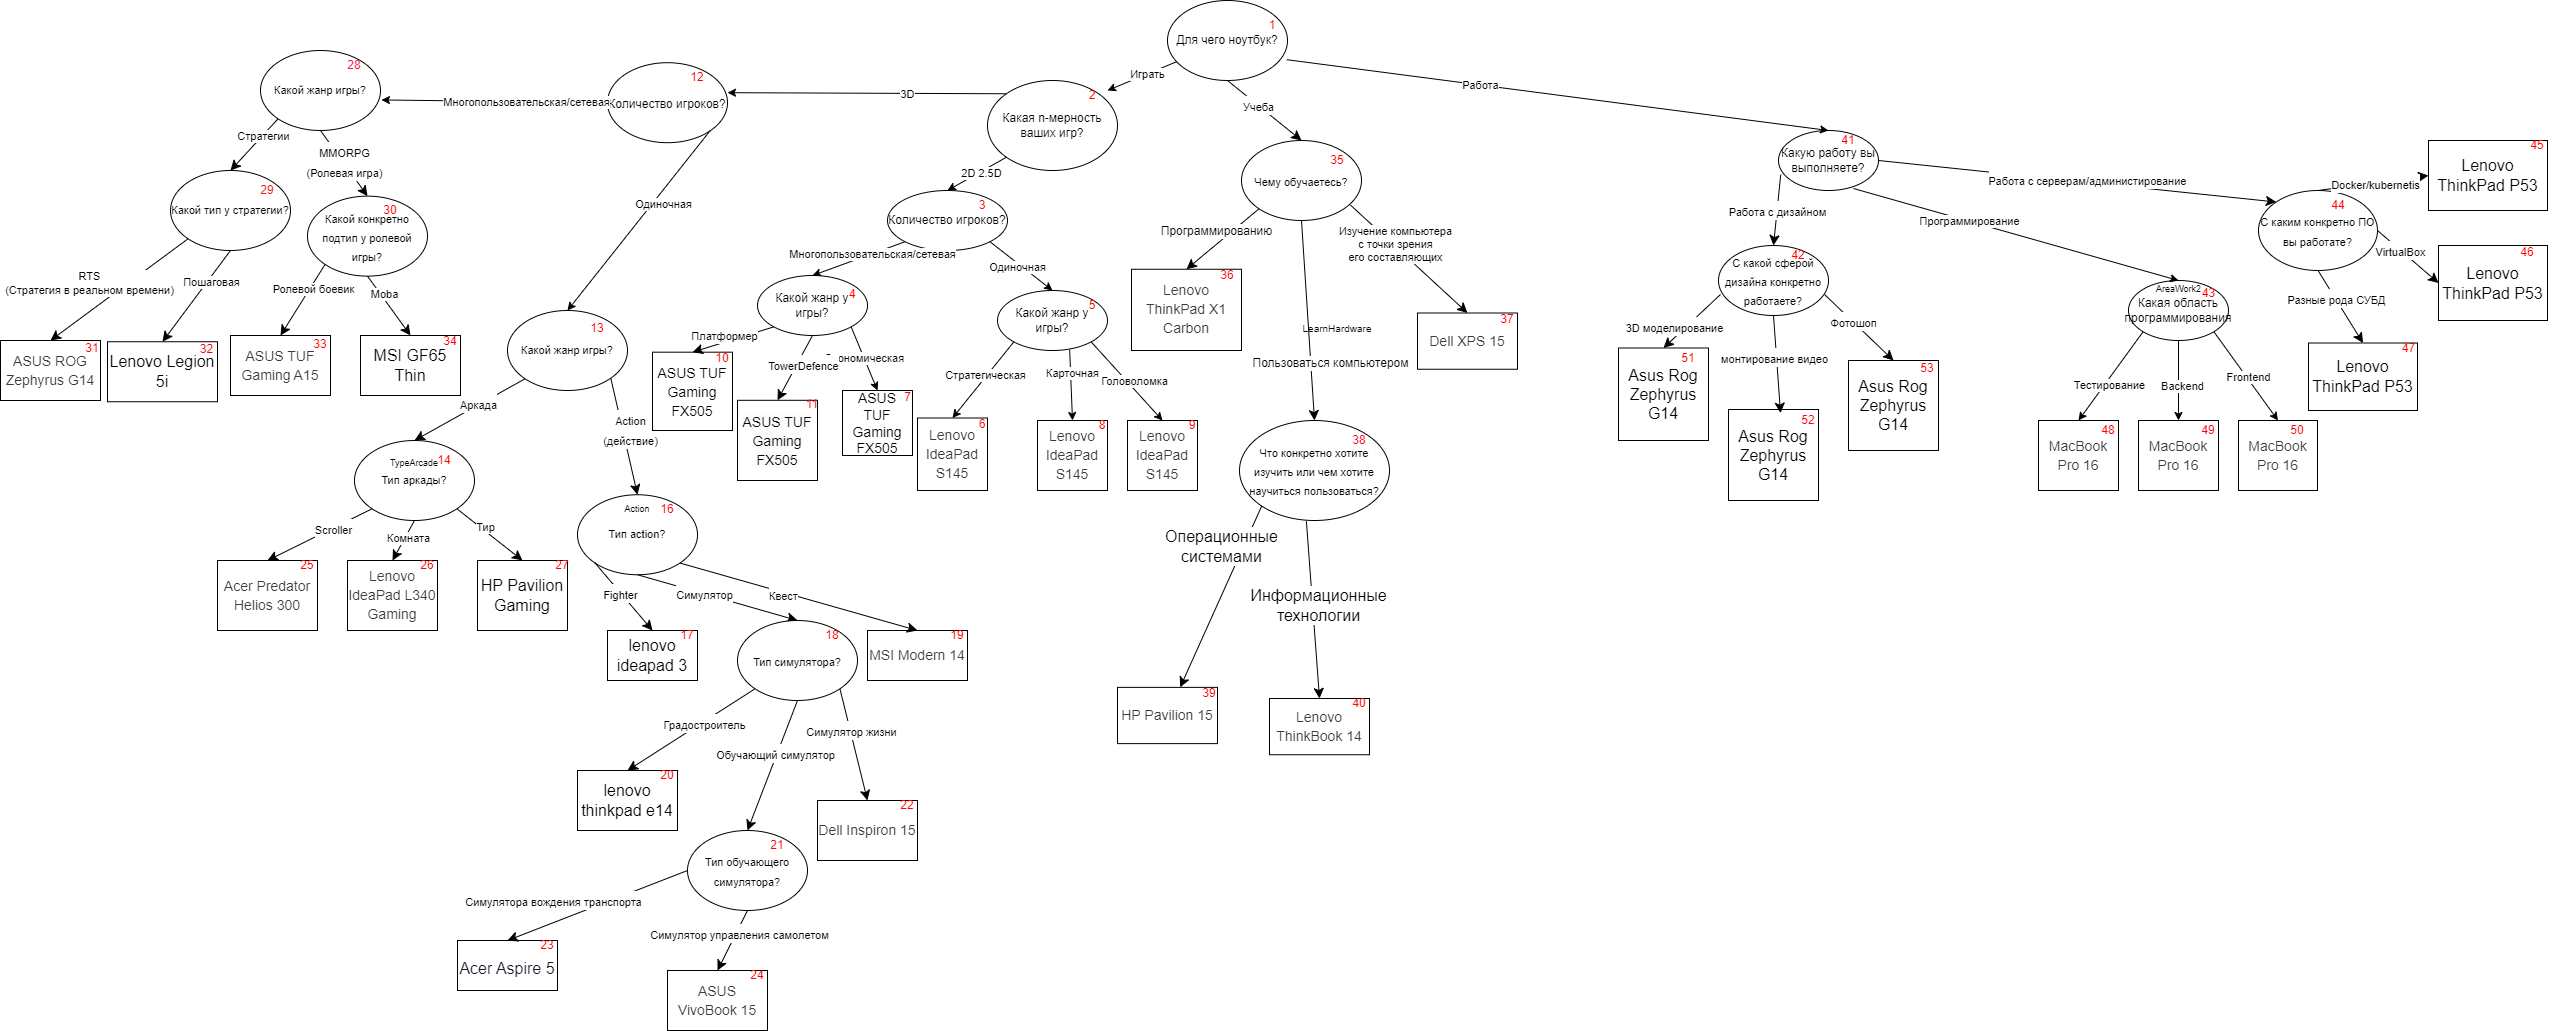 1
Для чего ноутбук?
Играть
Учеба
Работа
2
Какая n-мерность
ваших игр?
3D
2D 2.5D
12
Количество игроков?
Многопользовательская/сетевая
Одиночная
28
Какой жанр игры?
Стратегии
MMORPG
(Ролевая игра)
29
Какой тип у стратегии?
RTS
(Стратегия в реальном времени)
Пошаговая
30
Какой конкретно
подтип у ролевой
игры?
Ролевой боевик
Moba
31
ASUS ROG
Zephyrus G14
32
Lenovo Legion
5i
33
ASUS TUF
Gaming A15
34
MSI GF65
Thin
13
Какой жанр игры?
Аркада
Action
(действие)
TypeArcade
14
Тип аркады?
Scroller
Комната
Тир
25
Acer Predator
Helios 300
26
Lenovo
IdeaPad L340
Gaming
27
HP Pavilion
Gaming
Action
16
Тип action?
Fighter
Симулятор
Квест
17
lenovo
ideapad 3
18
Тип симулятора?
19
MSI Modern 14
Градостроитель
Обучающий симулятор
Симулятор жизни
20
lenovo
thinkpad e14
22
Dell Inspiron 15
21
Тип обучающего
симулятора?
Симулятора вождения транспорта
Симулятор управления самолетом
23
Acer Aspire 5
24
ASUS
VivoBook 15
3
Количество игроков?
Многопользовательская/сетевая
Одиночная
4
Какой жанр у
игры?
Платформер
TowerDefence
ономическая
10
ASUS TUF
Gaming
FX505
11
ASUS TUF
Gaming
FX505
7
ASUS
TUF
Gaming
FX505
5
Какой жанр у
игры?
Стратегическая
Карточная
Головоломка
6
Lenovo
IdeaPad
S145
8
Lenovo
IdeaPad
S145
9
Lenovo
IdeaPad
S145
35
Чему обучаетесь?
Программированию
LearnHardware
Пользоваться компьютером
Изучение компьютера
с точки зрения
его составляющих
36
Lenovo
ThinkPad X1
Carbon
37
Dell XPS 15
38
Что конкретно хотите
изучить или чем хотите
научиться пользоваться?
Операционные
системами
Информационные
технологии
39
HP Pavilion 15
40
Lenovo
ThinkBook 14
41
Какую работу вы
выполняете?
Работа с дизайном
Программирование
Работа с серверам/администирование
42
С какой сферой
дизайна конкретно
работаете?
3D моделирование
монтирование видео
Фотошоп
51
Asus Rog
Zephyrus
G14
52
Asus Rog
Zephyrus
G14
53
Asus Rog
Zephyrus
G14
AreaWork2
43
Какая область
программирования
Тестирование
Backend
Frontend
48
MacBook
Pro 16
49
MacBook
Pro 16
50
MacBook
Pro 16
44
С каким конкретно ПО
вы работате?
Docker/kubernetis
VirtualBox
Разные рода СУБД
45
Lenovo
ThinkPad P53
46
Lenovo
ThinkPad P53
47
Lenovo
ThinkPad P53